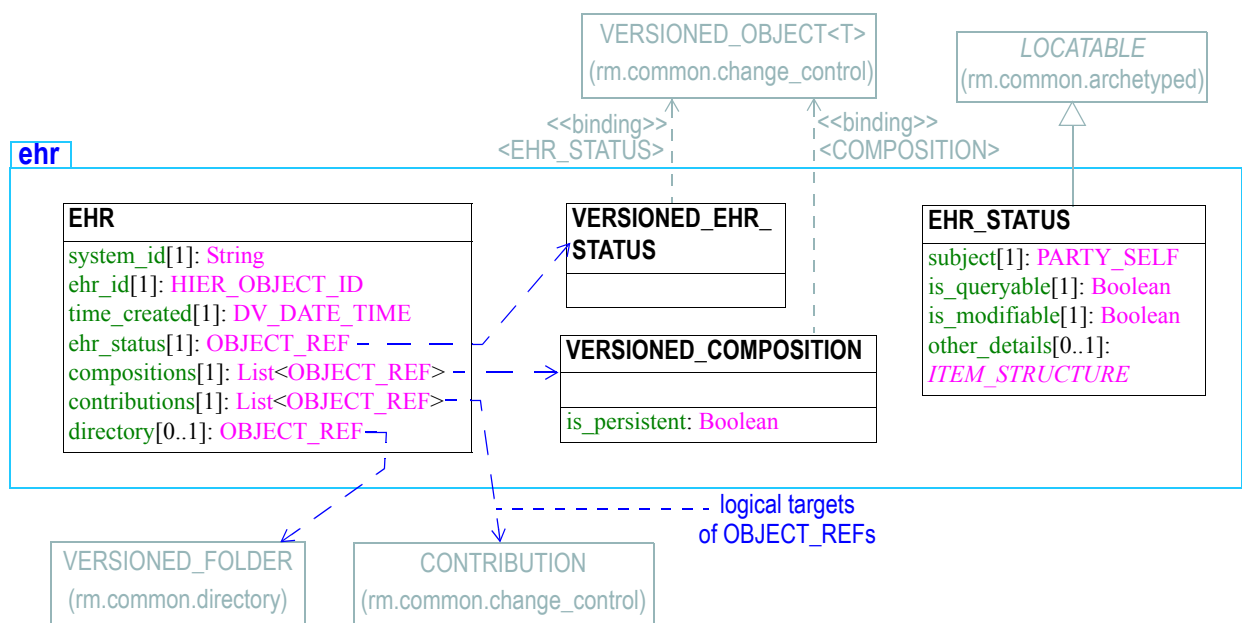 VERSIONED_OBJECT<T>
(rm.common.change_control)
LOCATABLE
(rm.common.archetyped)
<<binding>>
<EHR_STATUS>
<<binding>>
<COMPOSITION>
ehr
EHR
system_id[1]: String
ehr_id[1]: HIER_OBJECT_ID
time_created[1]: DV_DATE_TIME
ehr_status[1]: OBJECT_REF
compositions[1]: List<OBJECT_REF>
contributions[1]: List<OBJECT_REF>
directory[0..1]: OBJECT_REF
VERSIONED_EHR_
STATUS
VERSIONED_COMPOSITION
is_persistent: Boolean
EHR_STATUS
subject[1]: PARTY_SELF
is_queryable[1]: Boolean
is_modifiable[1]: Boolean
other_details[0..1]:
ITEM_STRUCTURE
logical targets
of OBJECT_REFs
VERSIONED_FOLDER
(rm.common.directory)
CONTRIBUTION
(rm.common.change_control)